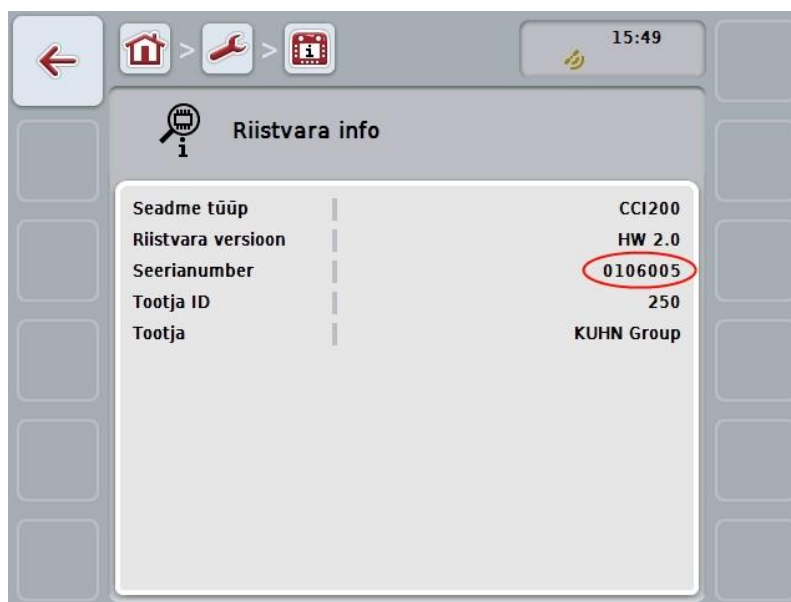 15:49
Riistvara info
Seadme tüüp CCI200
Riistvara versioon HW 2.0
Seerianumber 0106005
Tootja ID 250
Tootja KUHN Group